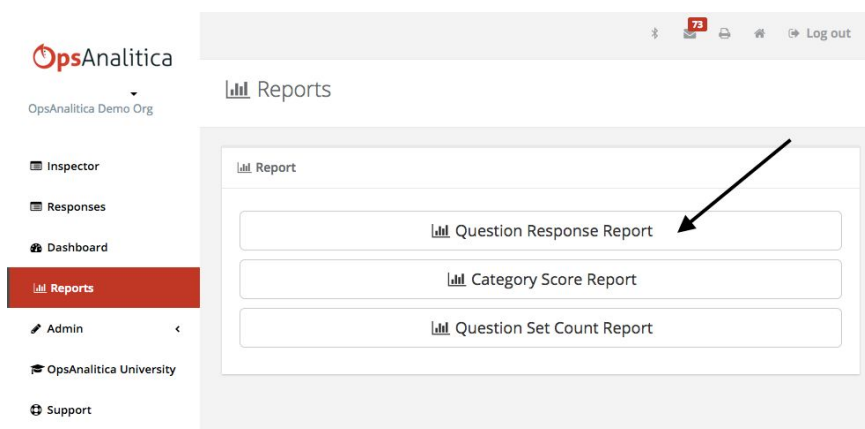 73
Log out
OpsAnalitica
OpsAnalitica Demo Org
Inspector
Responses
Dashboard
Reports
Admin
OpsAnalitica University
Support
Reports
Report
Question Response Report
Category Score Report
Question Set Count Report